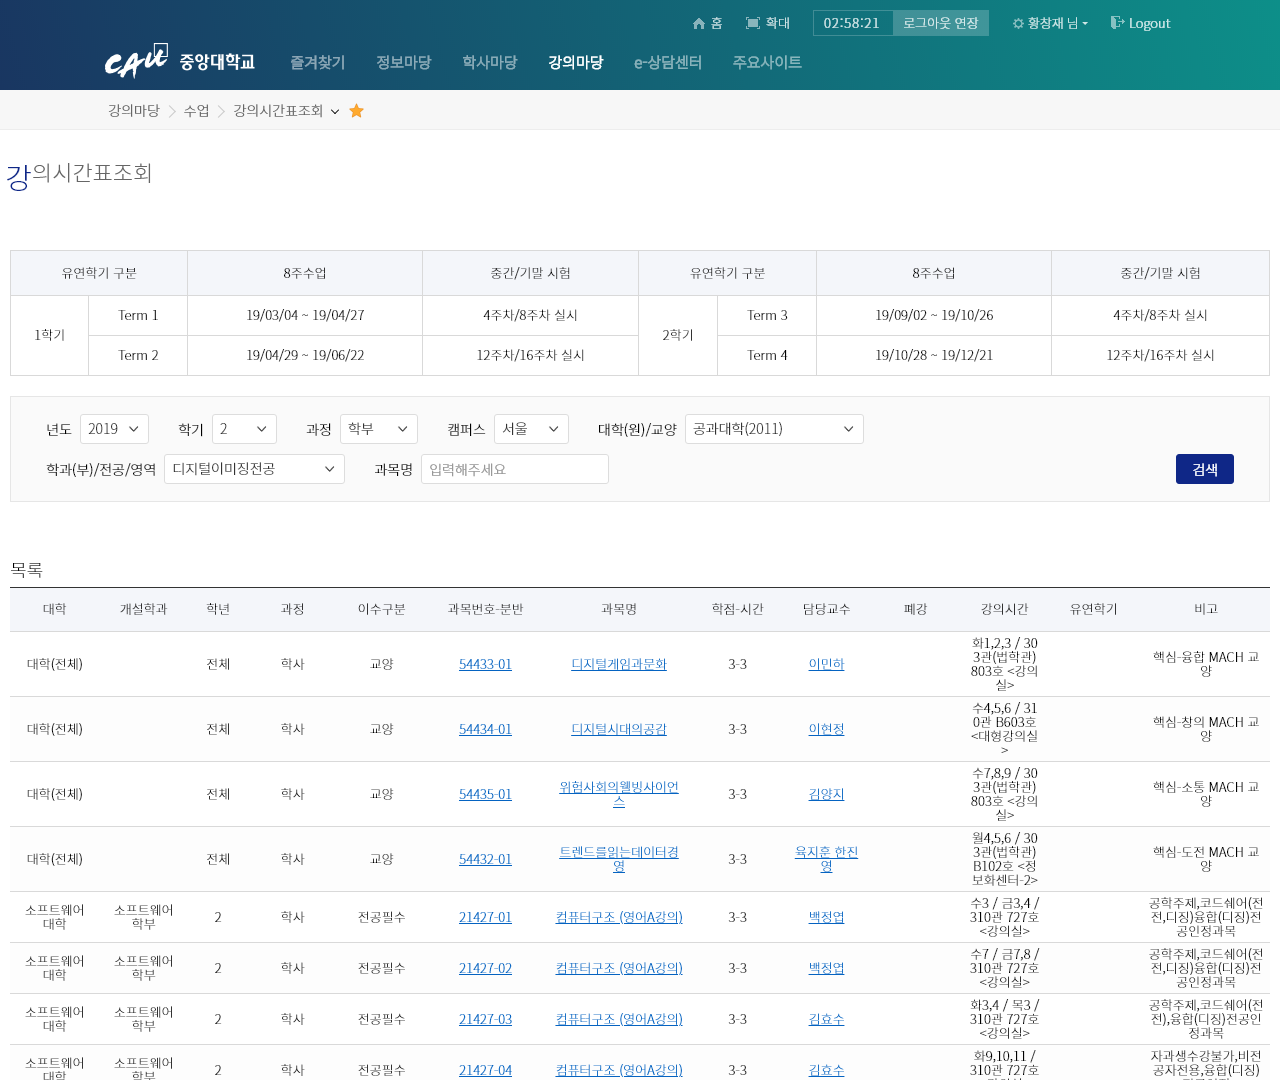 홈 확대 02:58:21 로그아웃 연장 황창재 님 Logout
CAU 중앙대학교 즐겨찾기 정보마당 학사마당 강의마당 e-상담센터 주요사이트
강의마당 수업 강의시간표조회
강의시간표조회
유연학기 구분 8주수업 중간/기말 시험 유연학기 구분 8주수업 중간/기말 시험
1학기 Term 1 19/03/04 ~ 19/04/27 4주차/8주차 실시 2학기 Term 3 19/09/02 ~ 19/10/26 4주차/8주차 실시
Term 2 19/04/29 ~ 19/06/22 12주차/16주차 실시 Term 4 19/10/28 ~ 19/12/21 12주차/16주차 실시
년도 2019 학기 2 과정 학부 캠퍼스 서울 대학(원)/교양 공과대학(2011)
학과(부)/전공/영역 디지털이미징전공 과목명 입력해주세요 검색
목록
대학 개설학과 학년 과정 이수구분 과목번호-분반 과목명 학점-시간 담당교수 폐강 강의시간 유연학기 비고
대학(전체) 전체 학사 교양 54433-01 디지털게임과문화 3-3 이민하
화1,2,3 / 30
3관(법학관)
803호 <강의
실>
핵심-융합 MACH 교
양
대학(전체) 전체 학사 교양 54434-01 디지털시대의공감 3-3 이현정
수4,5,6 / 31
0관 B603호
<대형강의실
>
핵심-창의 MACH 교
양
대학(전체) 전체 학사 교양 54435-01
위험사회의웰빙사이언
스
3-3 김양지
수7,8,9 / 30
3관(법학관)
803호 <강의
실>
핵심-소통 MACH 교
양
대학(전체) 전체 학사 교양 54432-01
트렌드를읽는데이터경
영
3-3
육지훈 한진
영
월4,5,6 / 30
3관(법학관)
B102호 <정
보화센터-2>
핵심-도전 MACH 교
양
소프트웨어
대학
소프트웨어
학부
2 학사 전공필수 21427-01 컴퓨터구조 (영어A강의) 3-3 백정엽
수3 / 금3,4 /
310관 727호
<강의실>
공학주제,코드쉐어(전
전,디징)융합(디징)전
공인정과목
소프트웨어
대학
소프트웨어
학부
2 학사 전공필수 21427-02 컴퓨터구조 (영어A강의) 3-3 백정엽
수7 / 금7,8 /
310관 727호
<강의실>
공학주제,코드쉐어(전
전,디징)융합(디징)전
공인정과목
소프트웨어
대학
소프트웨어
학부
2 학사 전공필수 21427-03 컴퓨터구조 (영어A강의) 3-3 김효수
화3,4 / 목3 /
310관 727호
<강의실>
공학주제,코드쉐어(전
전),융합(디징)전공인
정과목
소프트웨어
대학
소프트웨어
학부
2 학사 전공필수 21427-04 컴퓨터구조 (영어A강의) 3-3 김효수
화9,10,11 /
310관 727호
자과생수강불가,비전
공자전용,융합(디징)